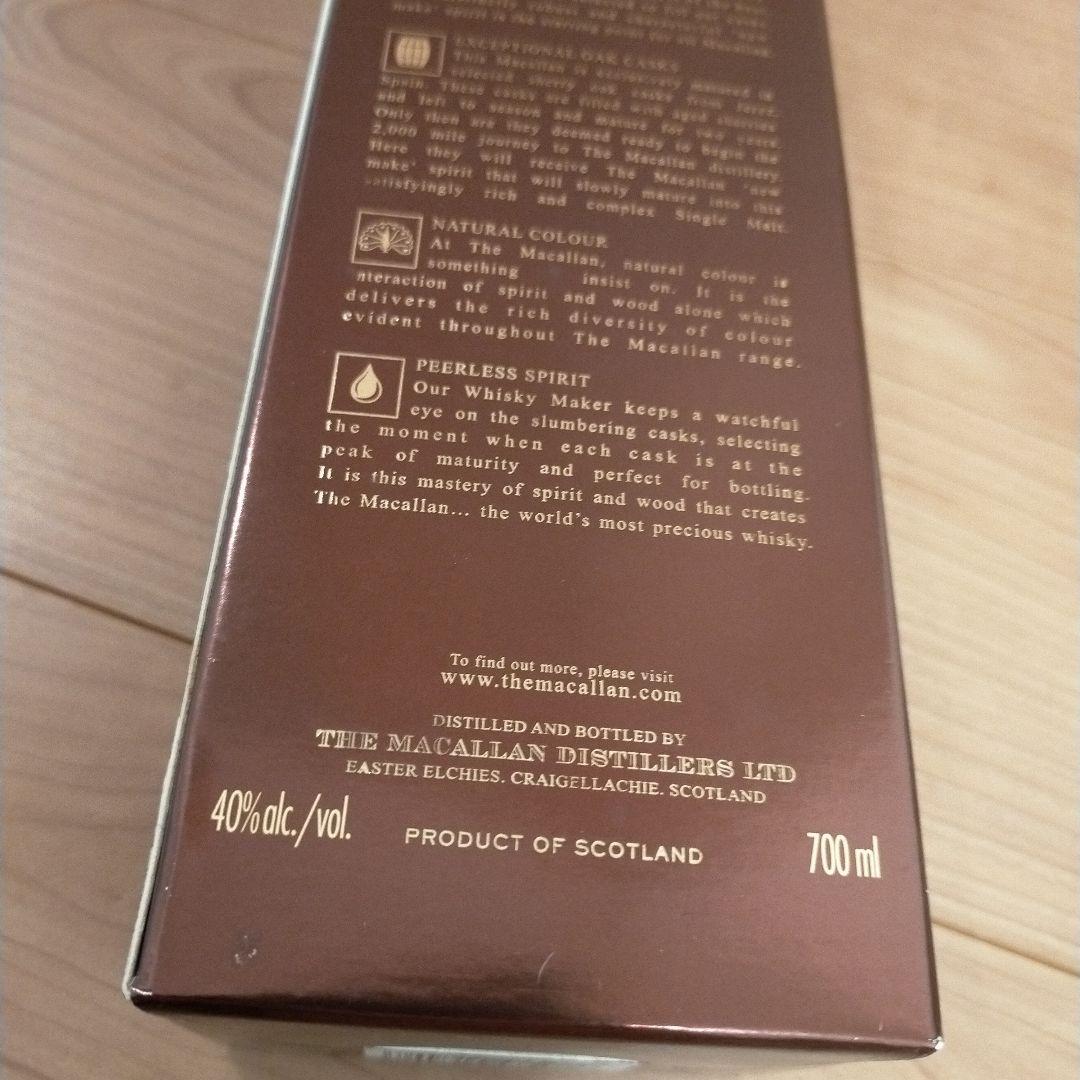 make' spirit is the starting point for
EXCEPTIONAL OAK CASKS
This Macallan is exclusively matured in
selected sherry oak casks from Jerez,
Spain. These casks are filled with aged
and left to season and mature for two years
Only then are they deemed ready to begin the
2,000 mile journey to The Macallan distillery.
Here they will receive The Macallan 'new
make' spirit that will slowly mature into this
satisfyingly rich and complex Single Malt.
NATURAL COLOUR
At The Macallan, natural colour is
something insist on. It is the
nteraction of spirit and wood alone which
delivers the rich diversity of colour
evident throughout The Macallan range.
PEERLESS SPIRIT
Our Whisky Maker keeps a watchful
eye on the slumbering casks, selecting
the moment when each cask is at the
peak of maturity and perfect for bottling.
It is this mastery of spirit and wood that creates
The Macallan... the world's most precious whisky.
To find out more, please visit
www.themacallan.com
DISTILLED AND BOTTLED BY
THE MACALLAN DISTILLERS LTD
EASTER ELCHIES. CRAIGELLACHIE. SCOTLAND
40% alc./vol.
PRODUCT OF SCOTLAND
700 ml